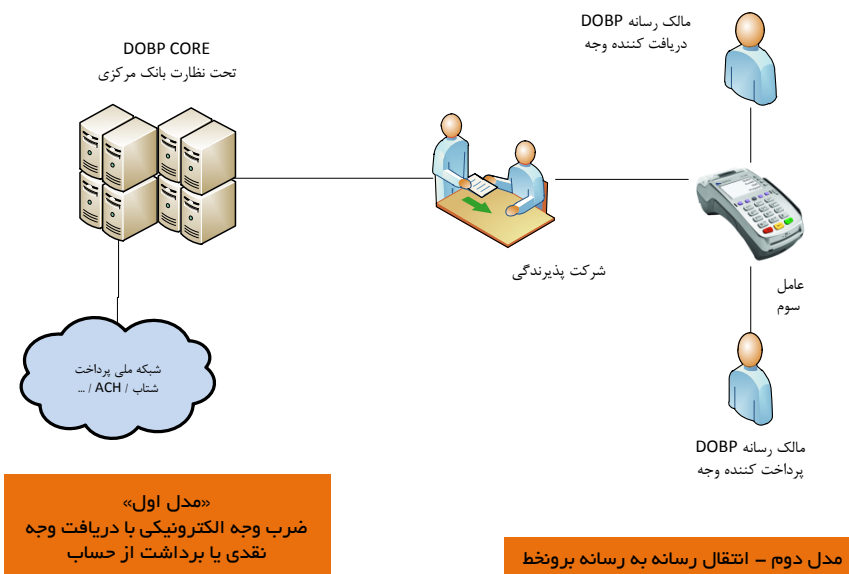 مالک رسانه DOBP
دریافت کننده وجه
DOBP CORE
تحت نظارت بانک مرکزی
شرکت پذیرندگی
عامل
سوم
شبکه ملی پرداخت
شتاب / ACH / ...
مالک رسانه DOBP
پرداخت کننده وجه
«مدل اول»
ضرب وجه الکترونیکی با دریافت وجه
نقدی یا برداشت از حساب
مدل دوم – انتقال رسانه به رسانه برونخط